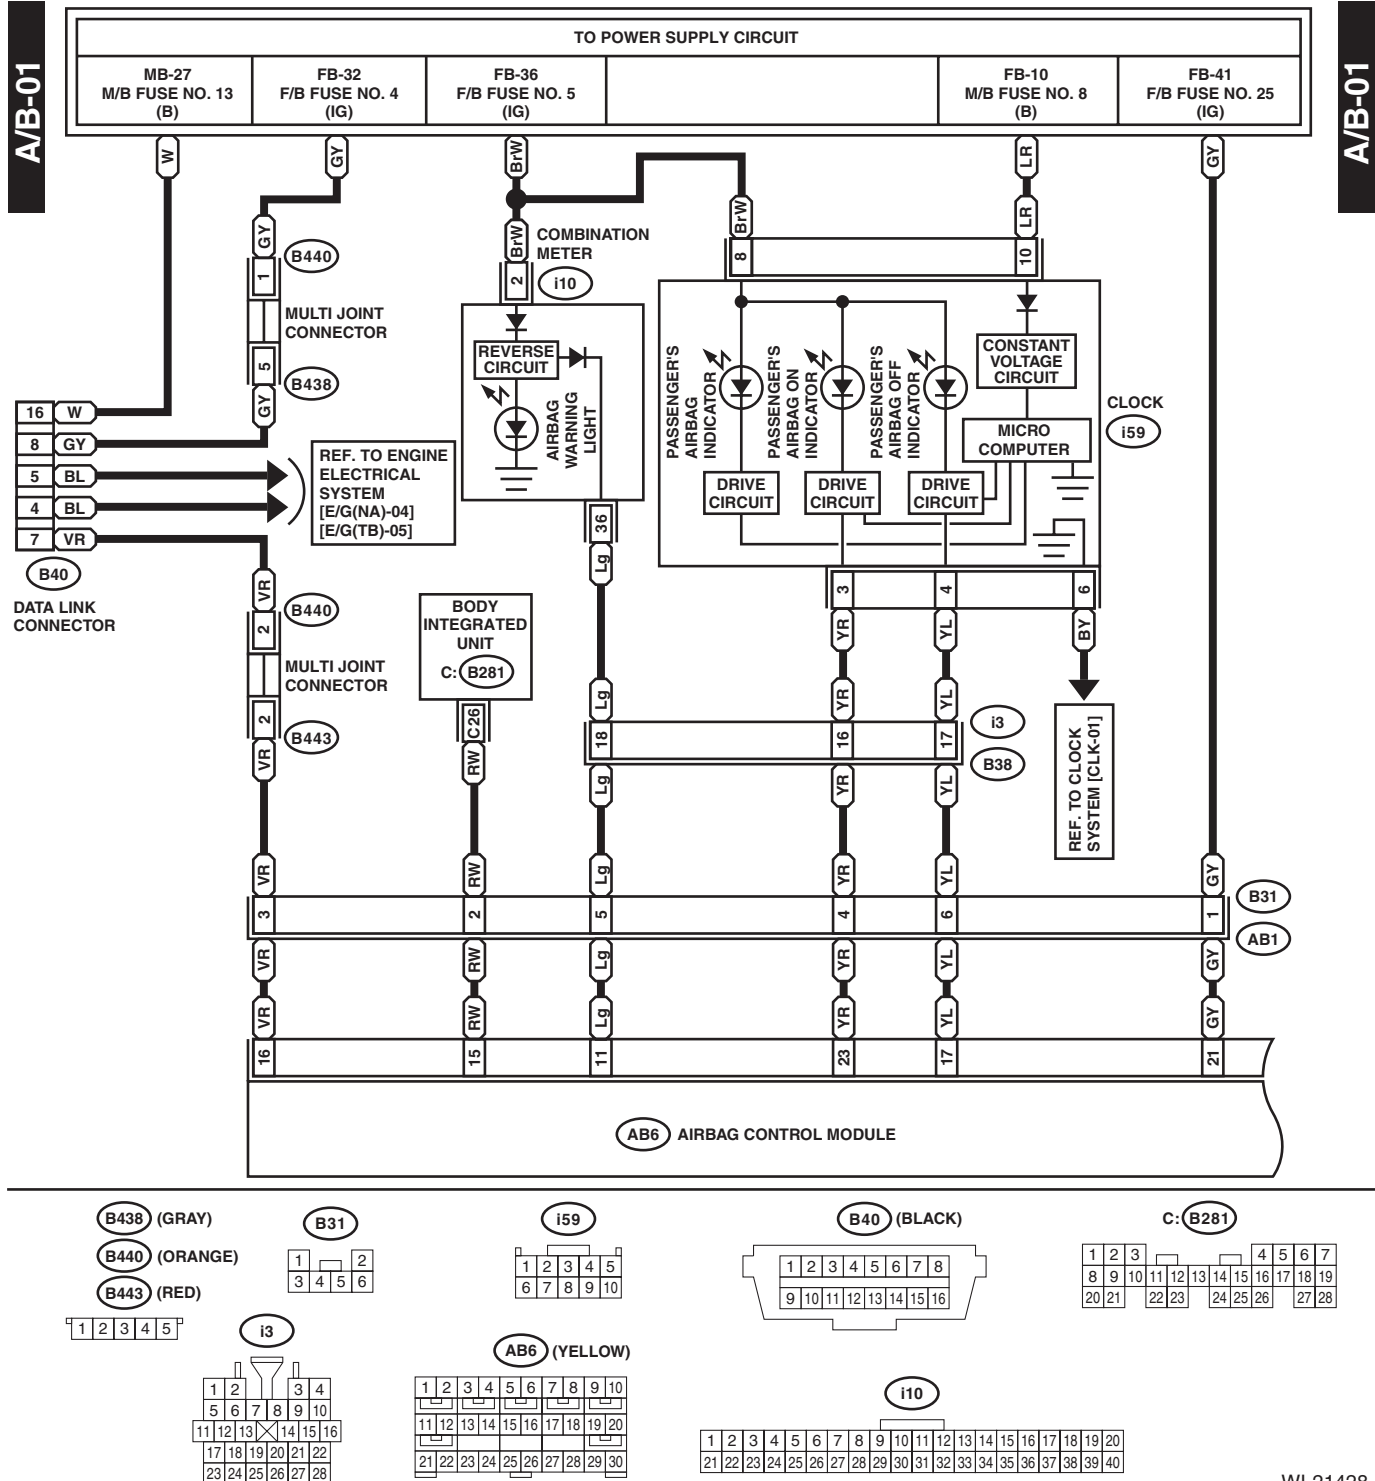 A/B-01
A/B-01
TO POWER SUPPLY CIRCUIT
MB-27
M/B FUSE NO. 13
(B)
FB-32
F/B FUSE NO. 4
(IG)
FB-36
F/B FUSE NO. 5
(IG)
FB-10
M/B FUSE NO. 8
(B)
FB-41
F/B FUSE NO. 25
(IG)
W
GY
BrW
LR
GY
GY
BrW
BrW
LR
B440
1
MULTI JOINT
CONNECTOR
5
B438
GY
COMBINATION
METER
2
i10
8
10
REVERSE
CIRCUIT
AIRBAG
WARNING
LIGHT
36
Lg
PASSENGER'S
AIRBAG
INDICATOR
PASSENGER'S
AIRBAG ON
INDICATOR
PASSENGER'S
AIRBAG OFF
INDICATOR
CONSTANT
VOLTAGE
CIRCUIT
MICRO
COMPUTER
CLOCK
i59
DRIVE
CIRCUIT
DRIVE
CIRCUIT
DRIVE
CIRCUIT
16 W
8 GY
5 BL
4 BL
7 VR
B40
DATA LINK
CONNECTOR
REF. TO ENGINE
ELECTRICAL
SYSTEM
[E/G(NA)-04]
[E/G(TB)-05]
VR
B440
2
MULTI JOINT
CONNECTOR
2
B443
VR
BODY
INTEGRATED
UNIT
C: B281
C26
RW
3
4
6
YR
YL
BY
Lg
YR
YL
18
16
17
i3
B38
Lg
YR
YL
REF. TO CLOCK
SYSTEM [CLK-01]
VR
RW
Lg
YR
YL
GY
3
2
5
4
6
1
B31
AB1
VR
RW
Lg
YR
YL
GY
VR
RW
Lg
YR
YL
GY
16
15
11
23
17
21
AB6 AIRBAG CONTROL MODULE
B438 (GRAY)
B440 (ORANGE)
B443 (RED)
1 2 3 4 5
B31
1 2
3 4 5 6
i59
1 2 3 4 5
6 7 8 9 10
B40 (BLACK)
1 2 3 4 5 6 7 8
9 10 11 12 13 14 15 16
C: B281
1 2 3 4 5 6 7
8 9 10 11 12 13 14 15 16 17 18 19
20 21 22 23 24 25 26 27 28
i3
1 2 3 4
5 6 7 8 9 10
11 12 13 14 15 16
17 18 19 20 21 22
23 24 25 26 27 28
AB6 (YELLOW)
1 2 3 4 5 6 7 8 9 10
11 12 13 14 15 16 17 18 19 20
21 22 23 24 25 26 27 28 29 30
i10
1 2 3 4 5 6 7 8 9 10 11 12 13 14 15 16 17 18 19 20
21 22 23 24 25 26 27 28 29 30 31 32 33 34 35 36 37 38 39 40